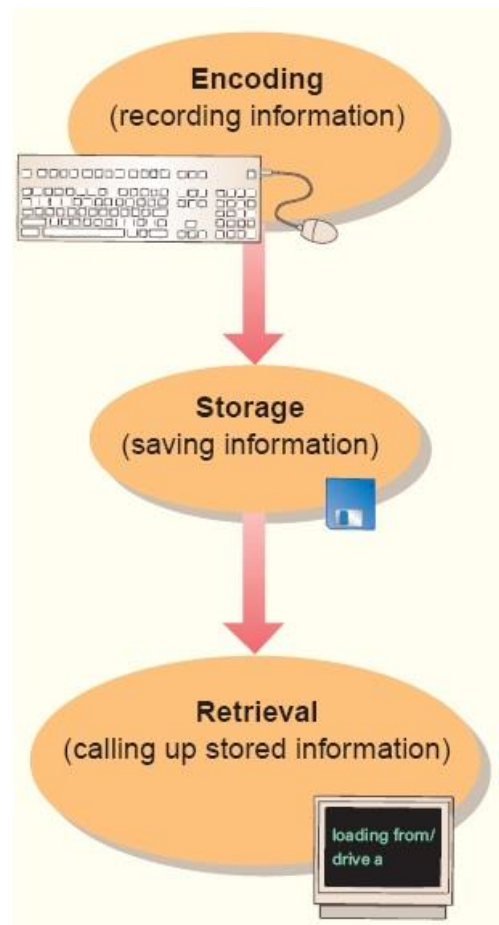 Encoding
(recording information)
Storage
(saving information)
Retrieval
(calling up stored information)
loading from/
drive a